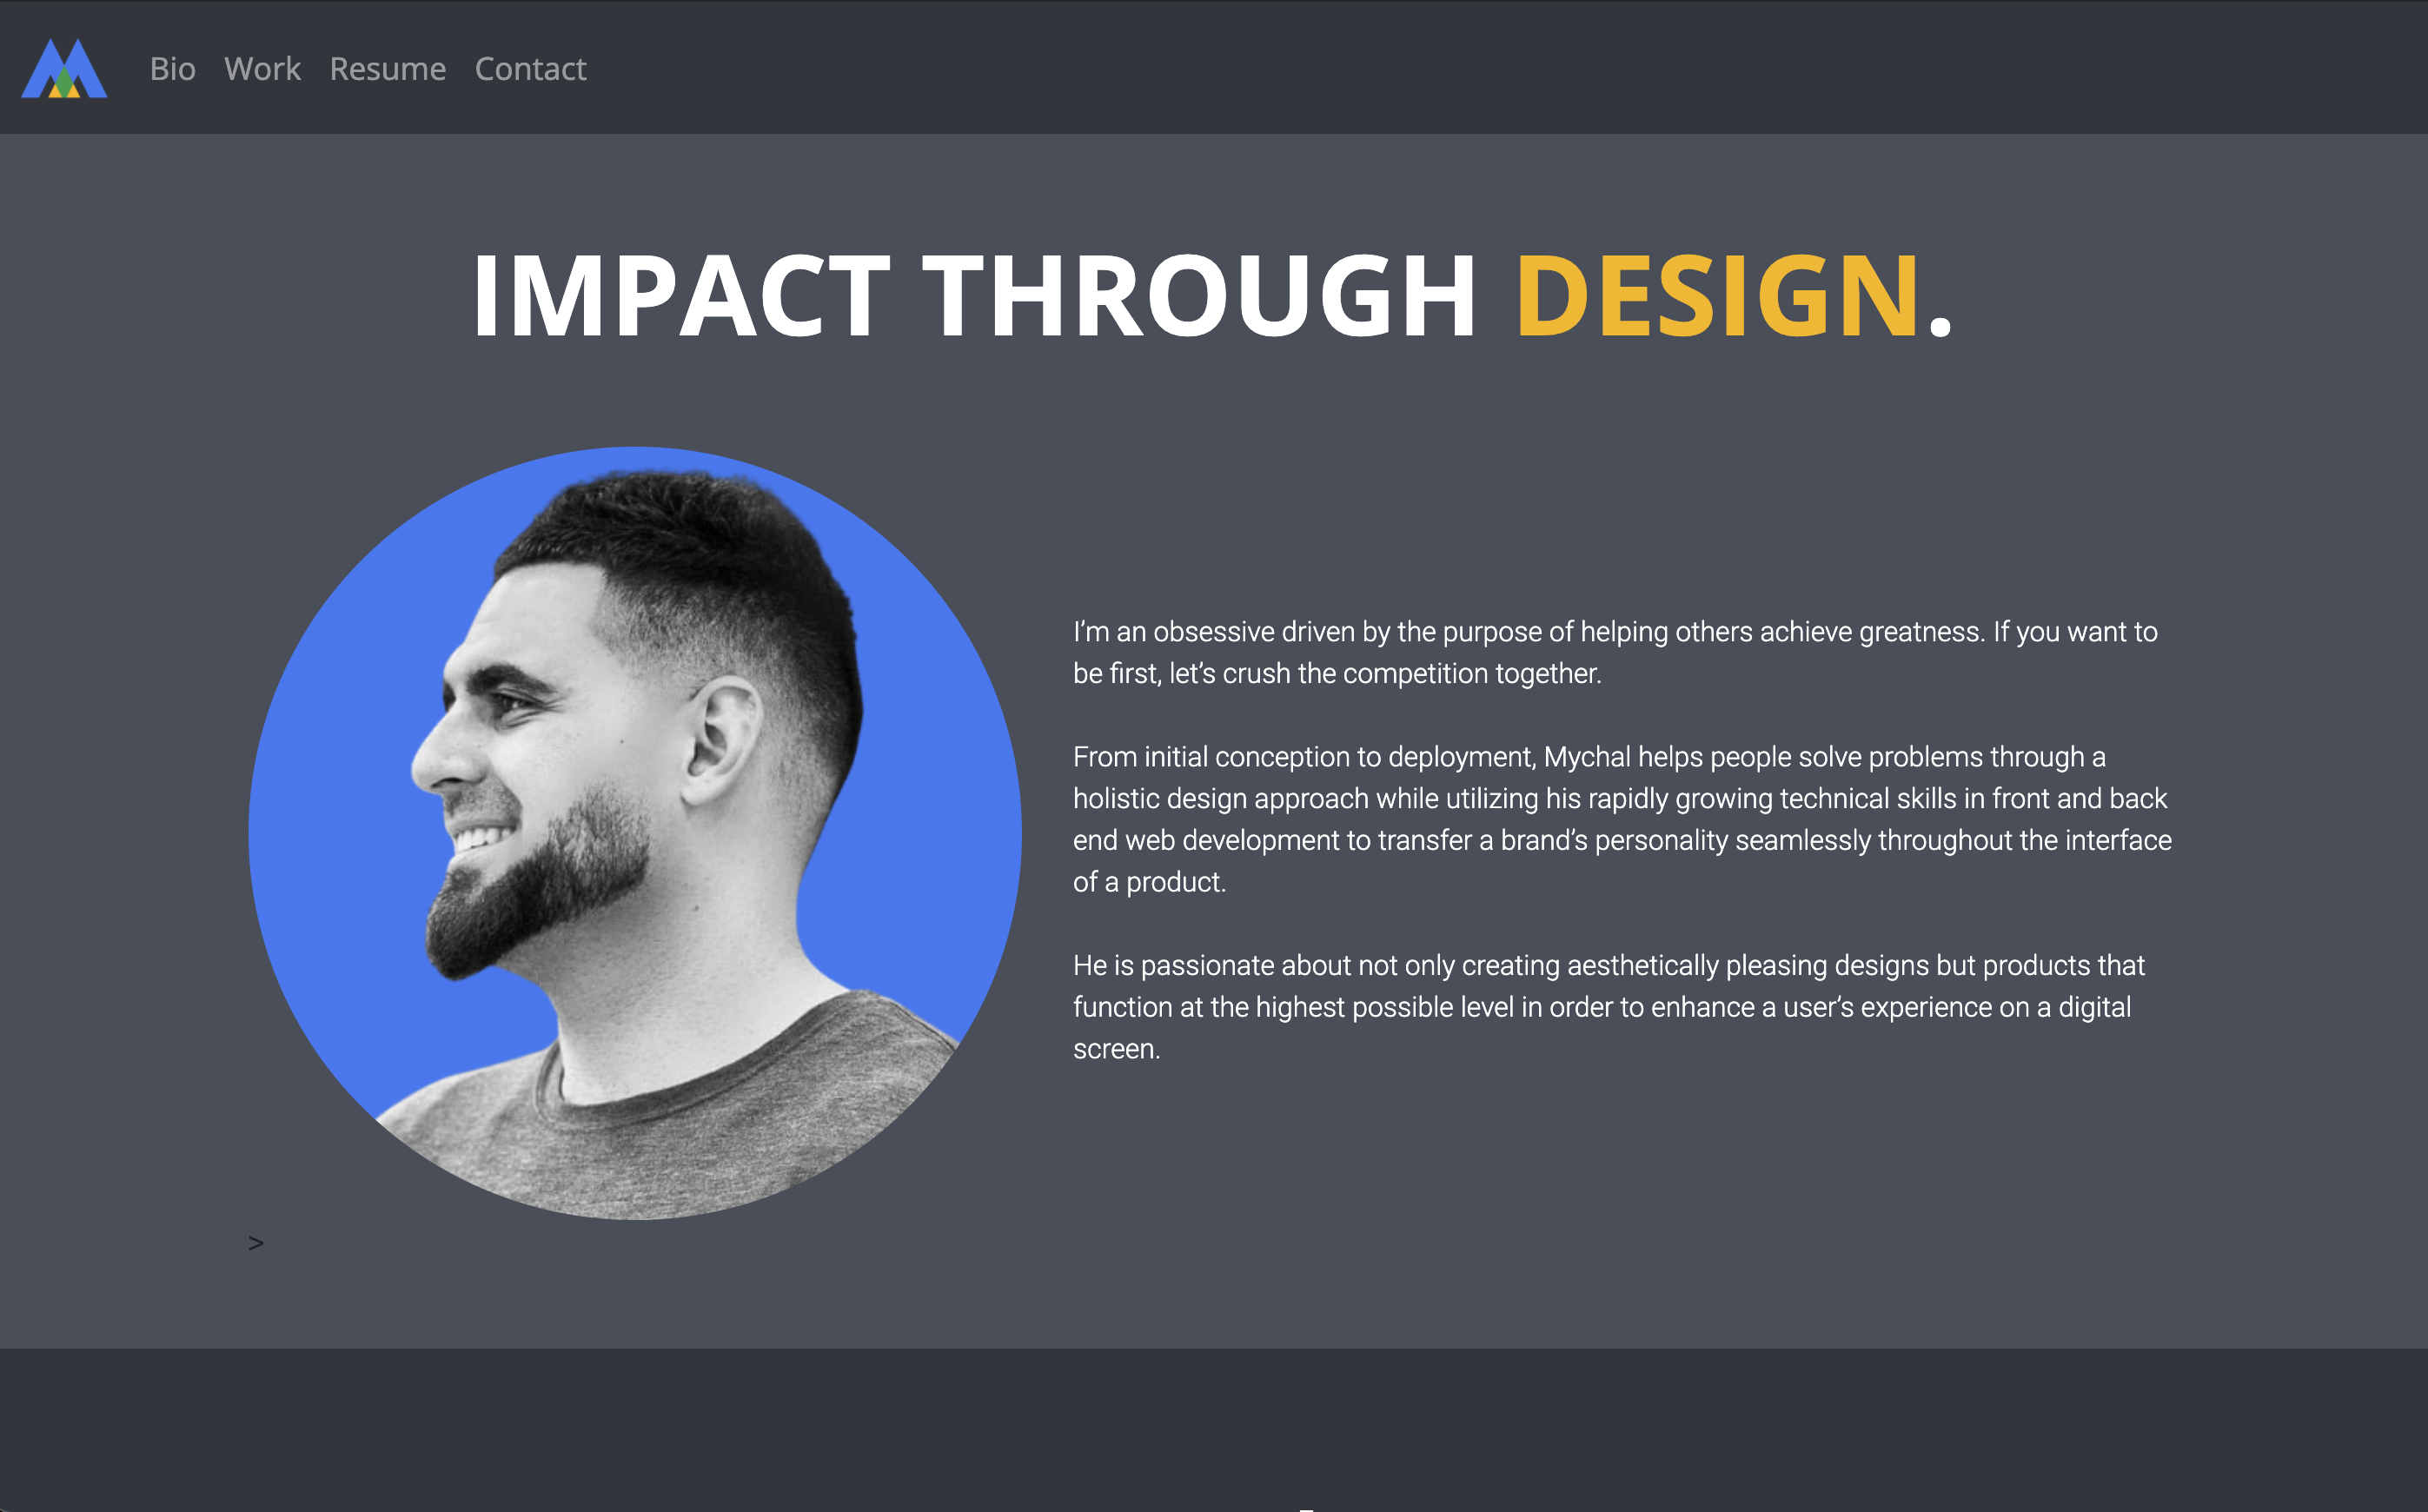 Bio Work Resume Contact
IMPACT THROUGH DESIGN.
I’m an obsessive driven by the purpose of helping others achieve greatness. If you want to
be first, let’s crush the competition together.
From initial conception to deployment, Mychal helps people solve problems through a
holistic design approach while utilizing his rapidly growing technical skills in front and back
end web development to transfer a brand’s personality seamlessly throughout the interface
of a product.
He is passionate about not only creating aesthetically pleasing designs but products that
function at the highest possible level in order to enhance a user’s experience on a digital
screen.
>